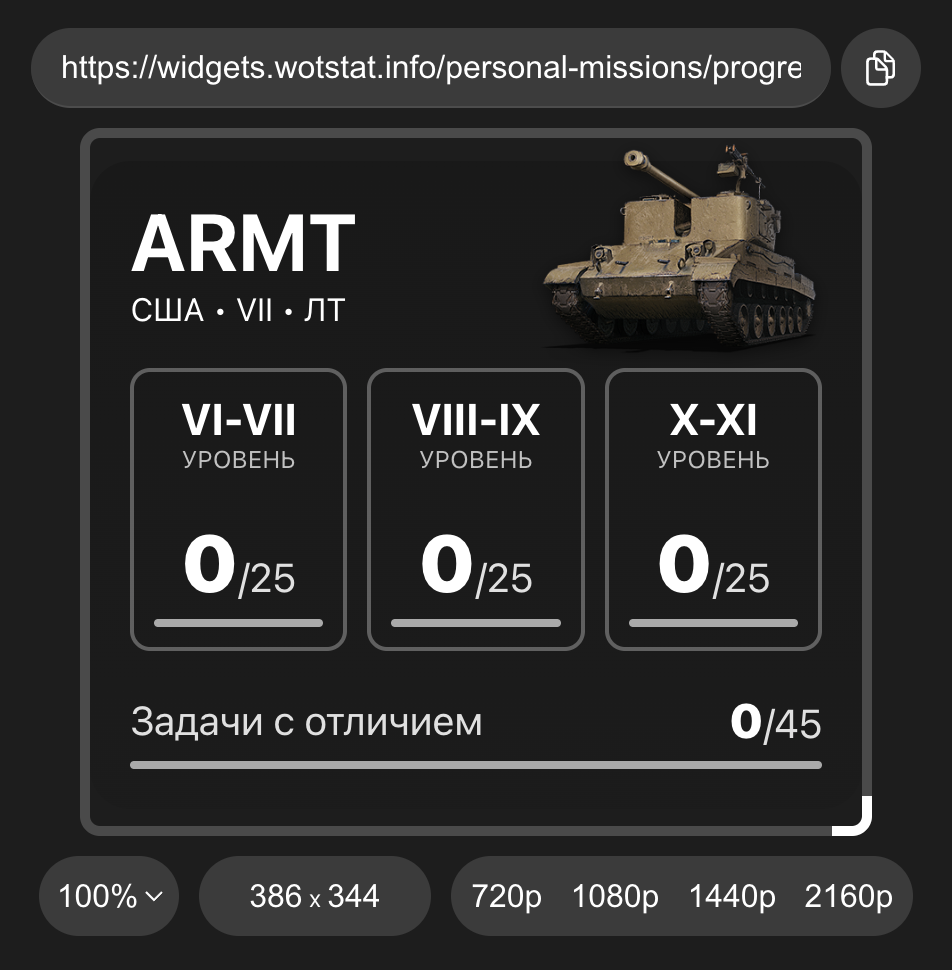 https://widgets.wotstat.info/personal-missions/progre
ARMT
США • VII • ЛТ
VI-VII VIII-IX X-XI
УРОВЕНЬ УРОВЕНЬ УРОВЕНЬ
0/25 0/25 0/25
Задачи с отличием 0/45
100% 386 x 344 720p 1080p 1440p 2160p